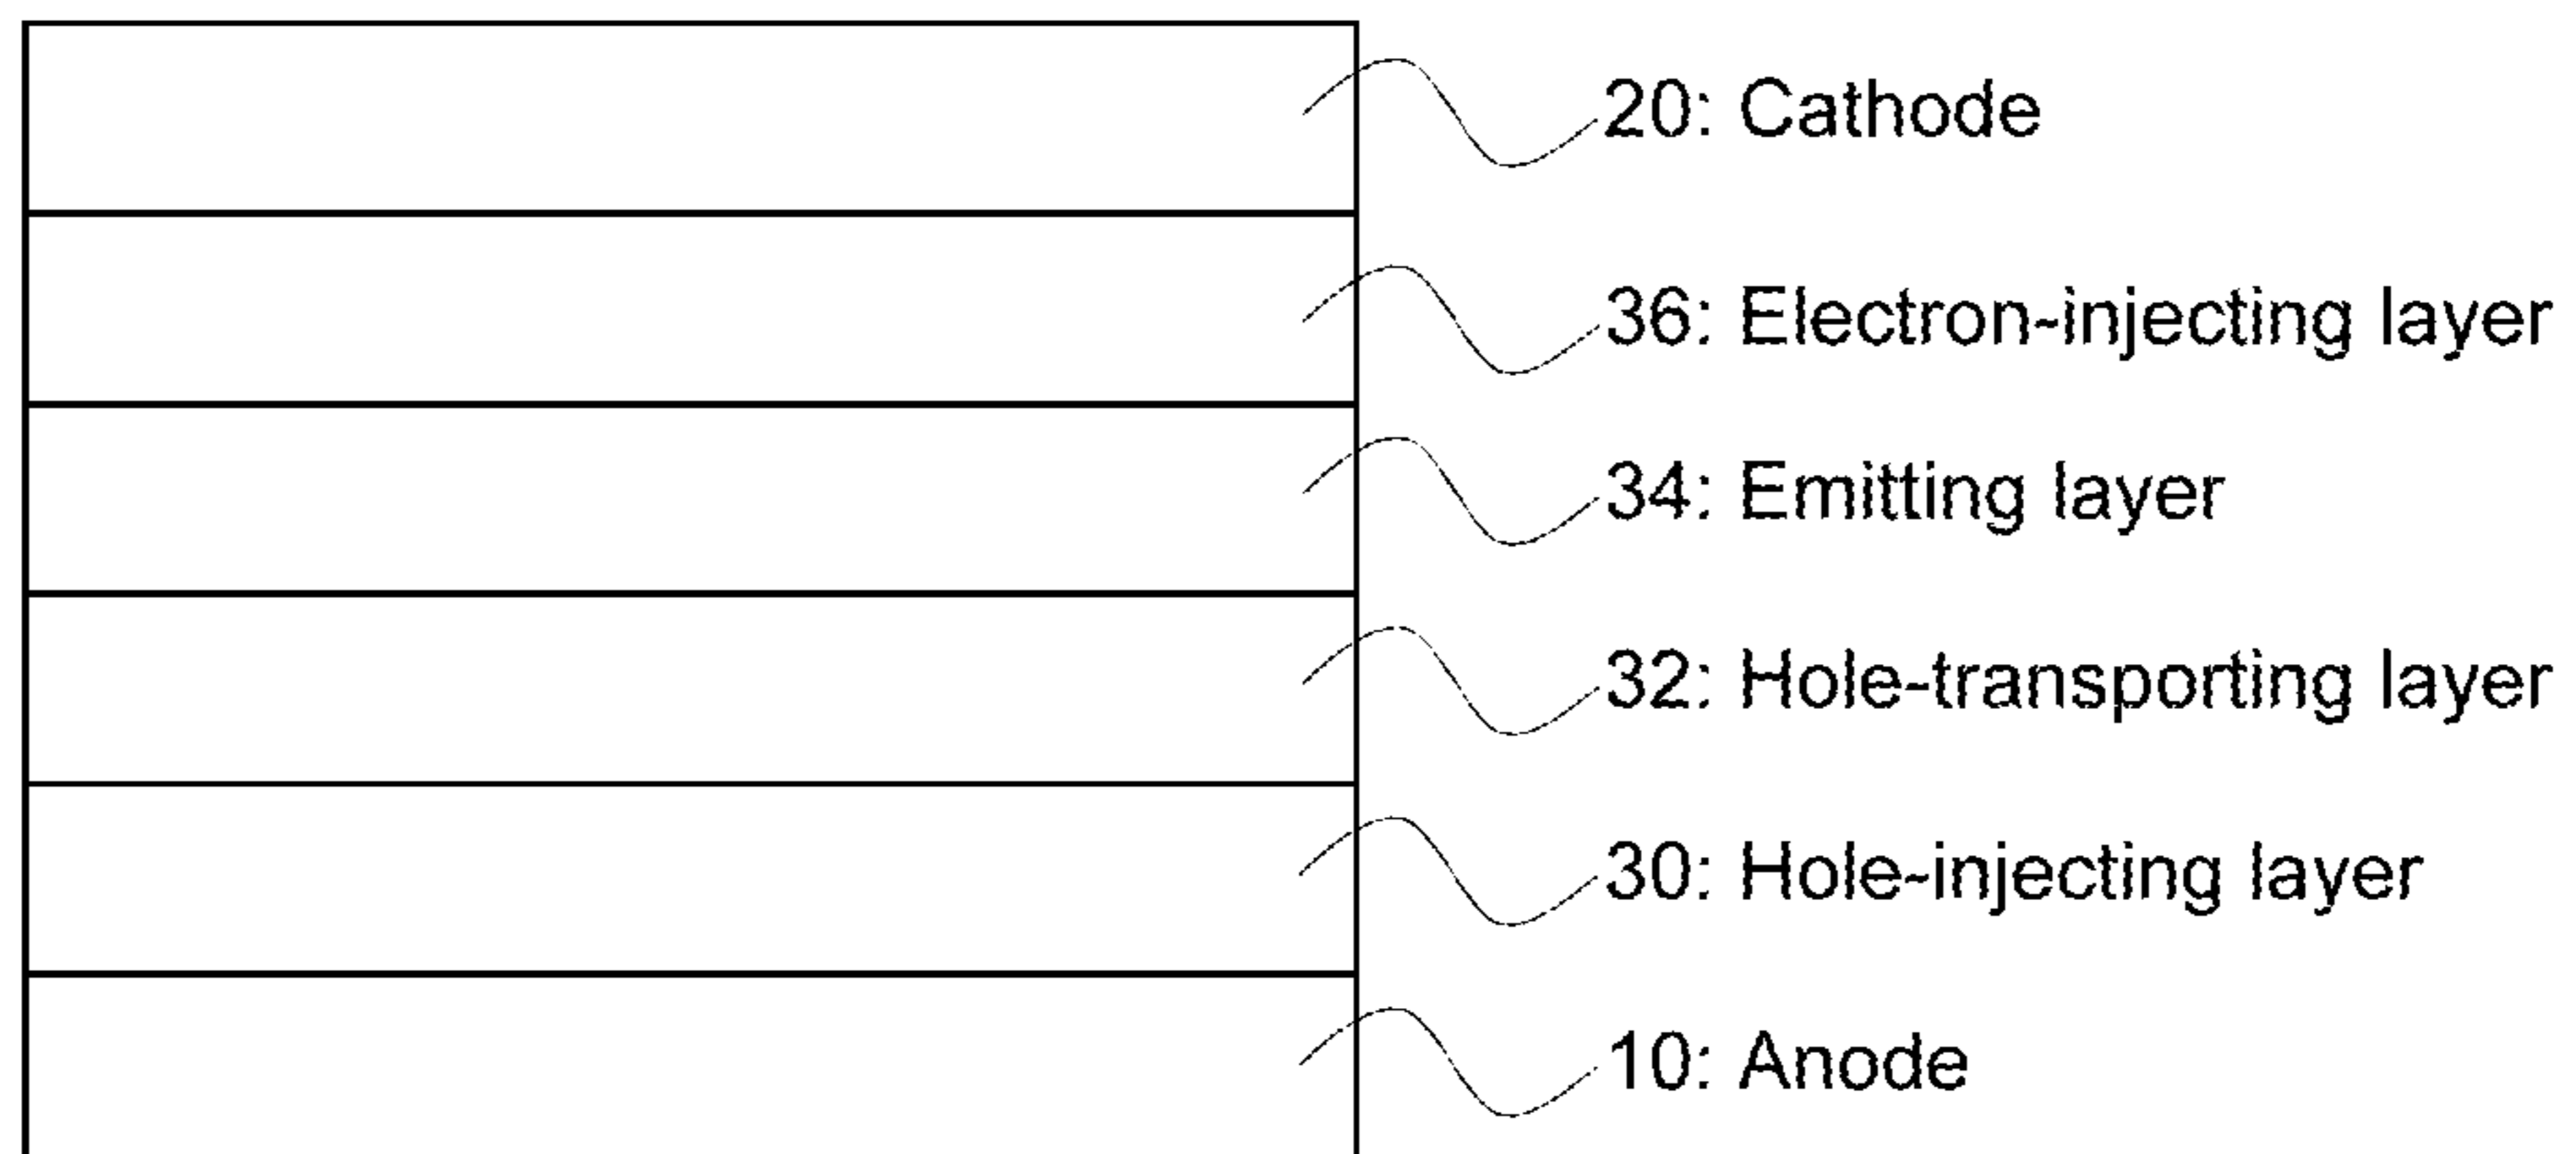 20: Cathode
36: Electron-injecting layer
34: Emitting layer
32: Hole-transporting layer
30: Hole-injecting layer
10: Anode